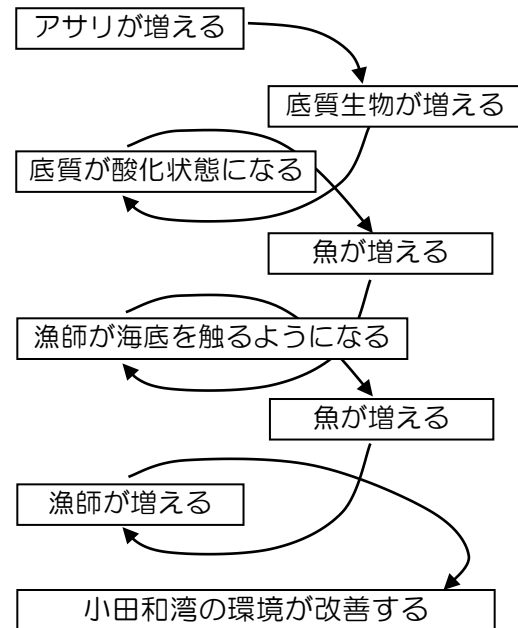 アサリが増える
底質生物が増える
底質が酸化状態になる
魚が増える
漁師が海底を触るようになる
魚が増える
漁師が増える
小田和湾の環境が改善する